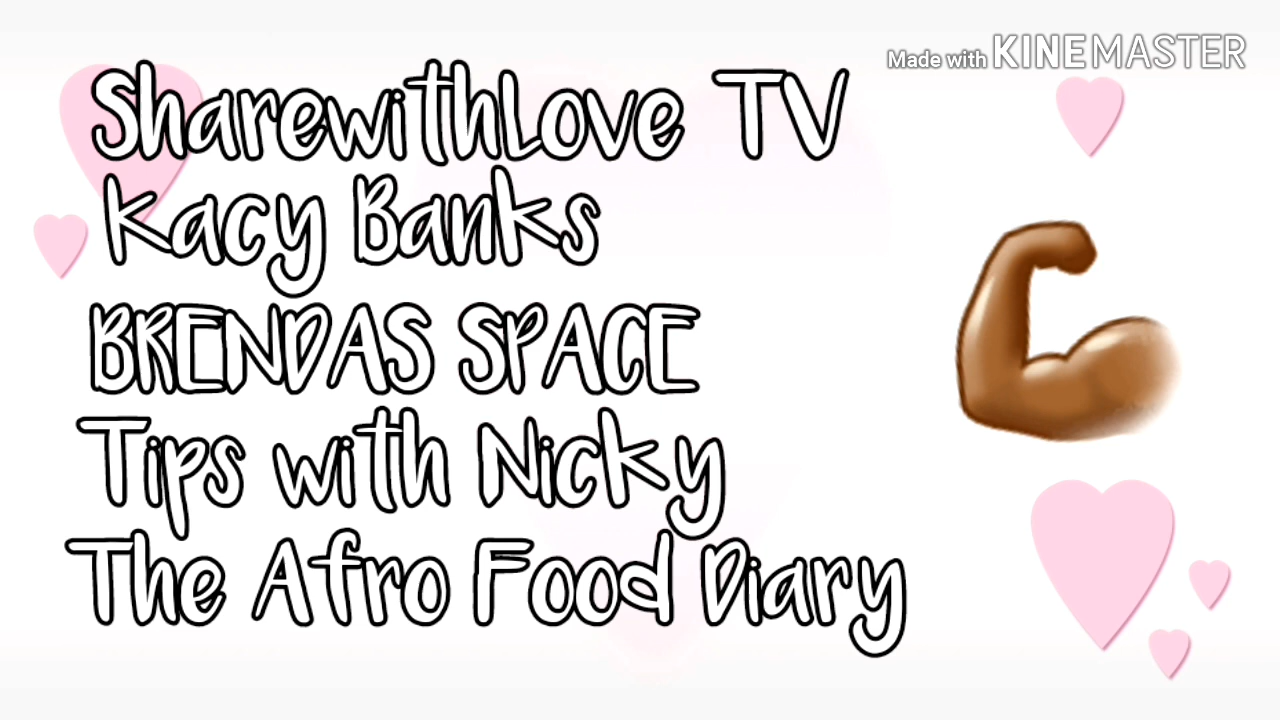 Made with KINEMASTER
SharewithLove TV
Kacy Banks
BRENDAS SPACE
Tips with Nicky
The Afro Food Diary